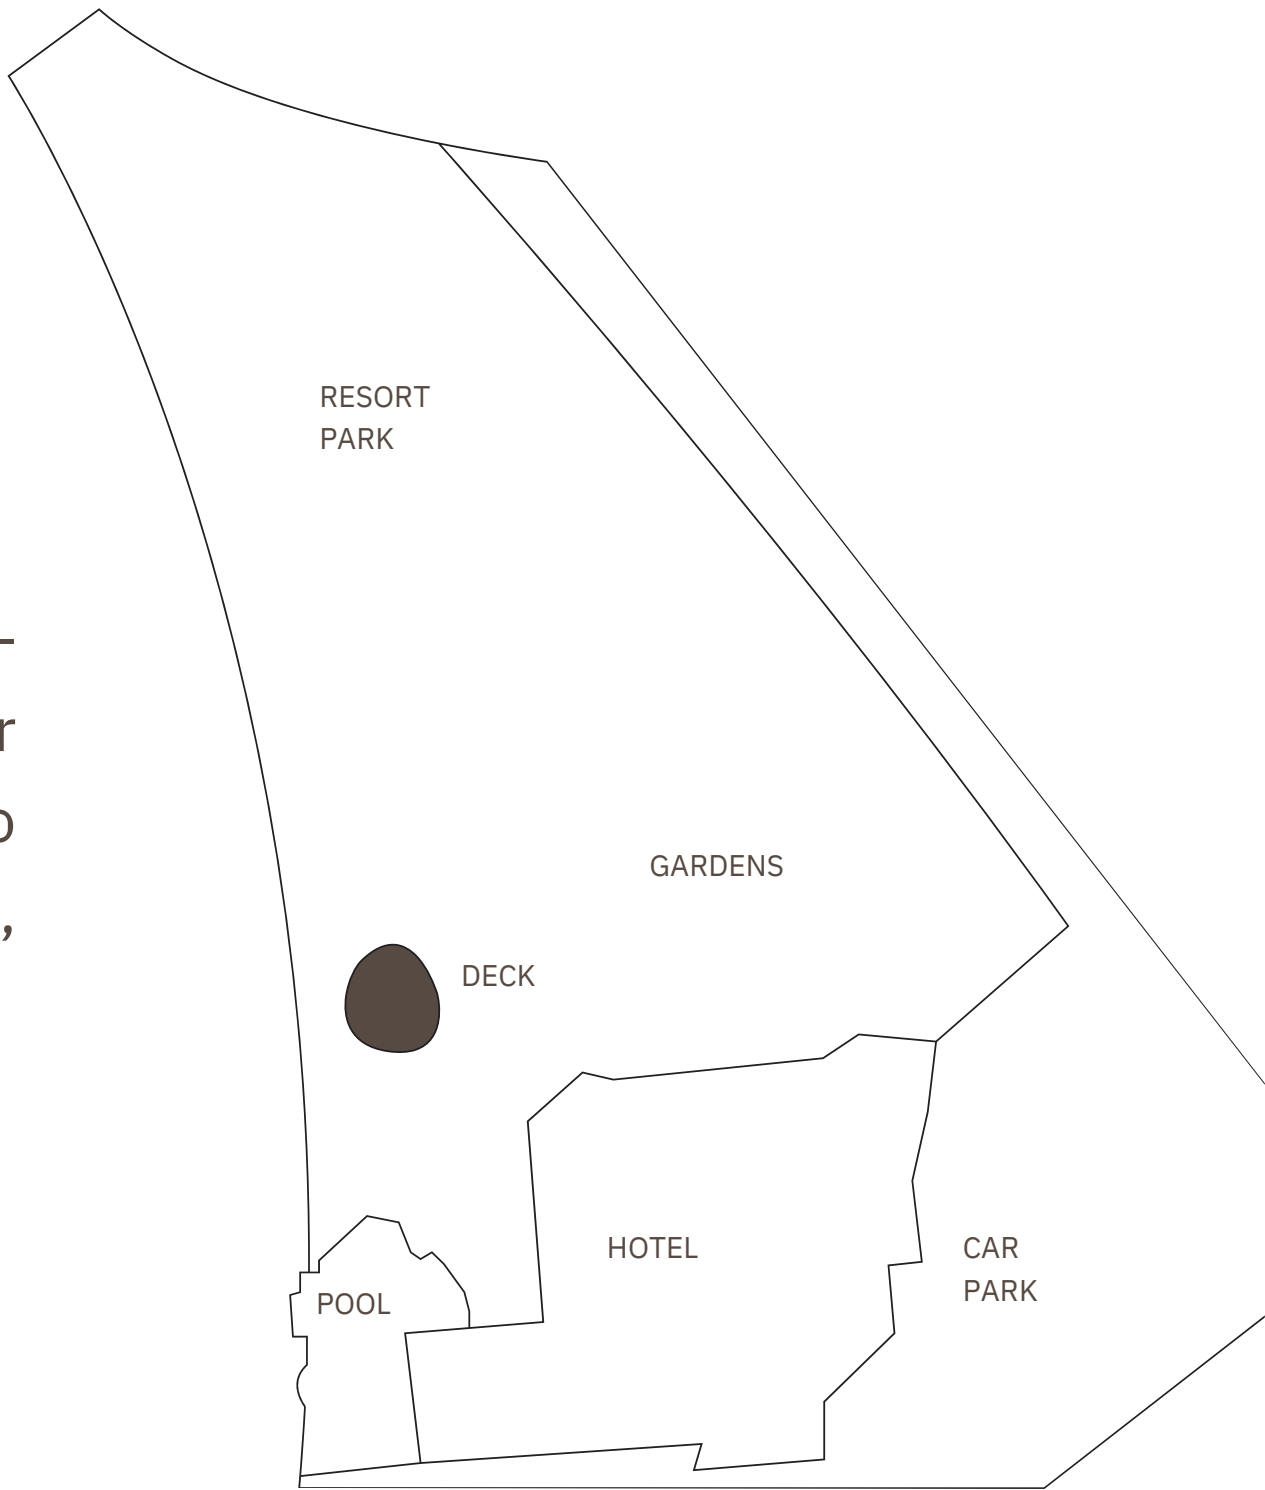 RESORT
PARK
–
r
o
,
GARDENS
DECK
HOTEL
CAR
PARK
POOL